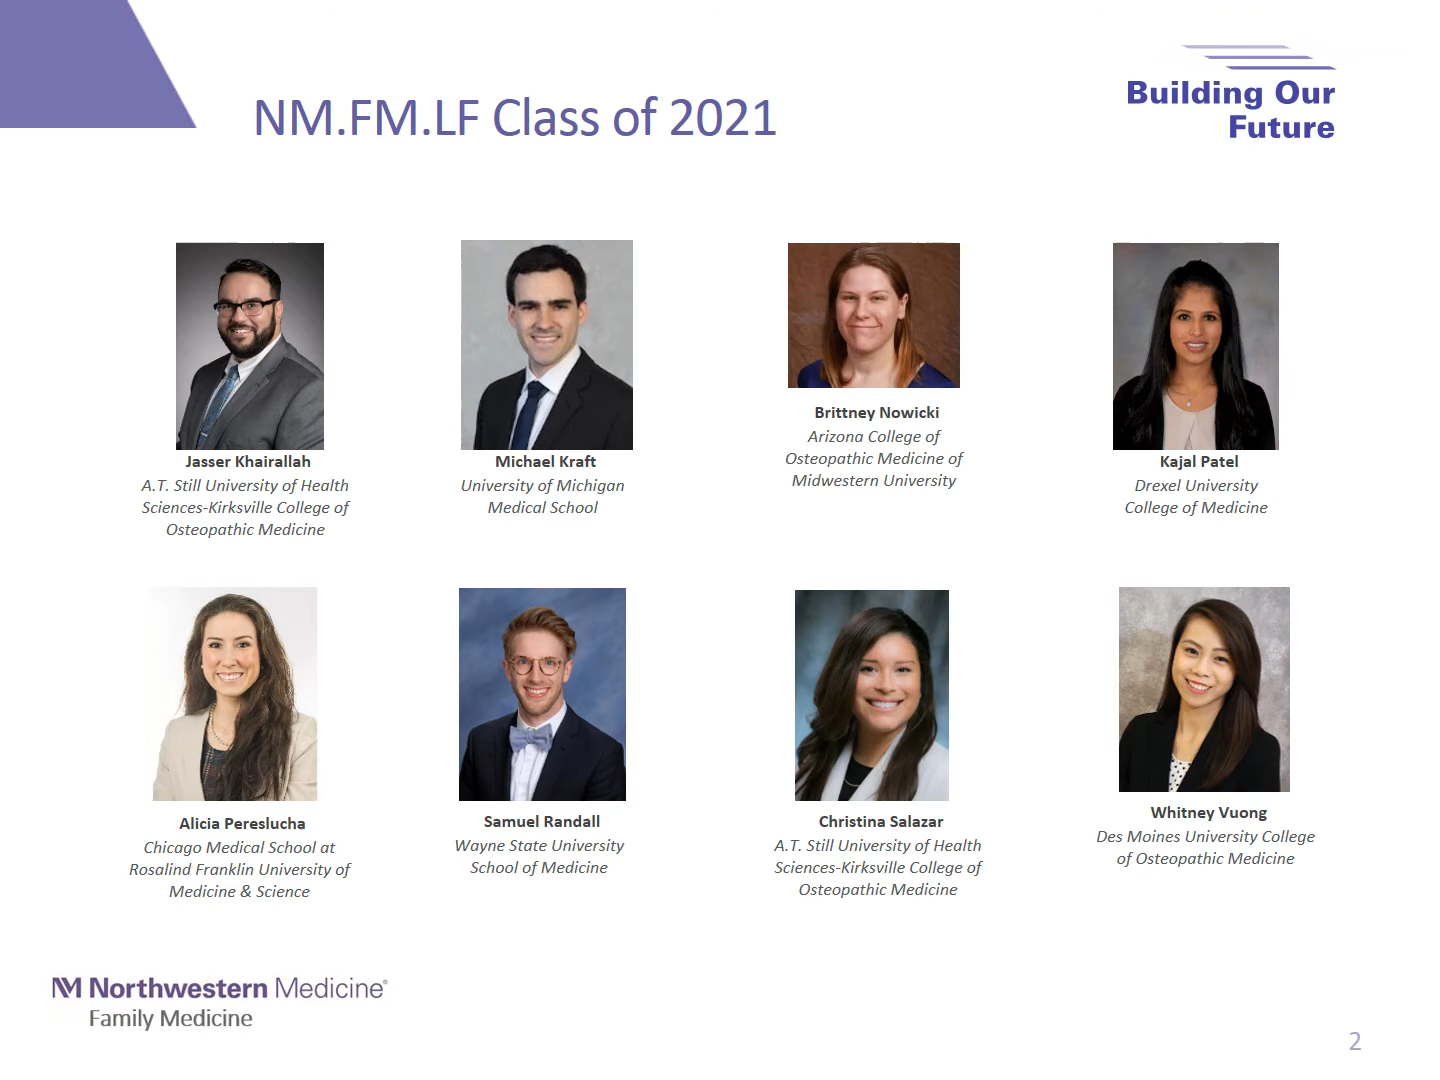 NM.FM.LF Class of 2021
Building Our
Future
Jasser Khairallah
A.T. Still University of Health
Sciences-Kirksville College of
Osteopathic Medicine
Michael Kraft
University of Michigan
Medical School
Brittney Nowicki
Arizona College of
Osteopathic Medicine of
Midwestern University
Kajal Patel
Drexel University
College of Medicine
Alicia Pereslucha
Chicago Medical School at
Rosalind Franklin University of
Medicine & Science
Samuel Randall
Wayne State University
School of Medicine
Christina Salazar
A.T. Still University of Health
Sciences-Kirksville College of
Osteopathic Medicine
Whitney Vuong
Des Moines University College
of Osteopathic Medicine
NM Northwestern Medicine®
Family Medicine
2